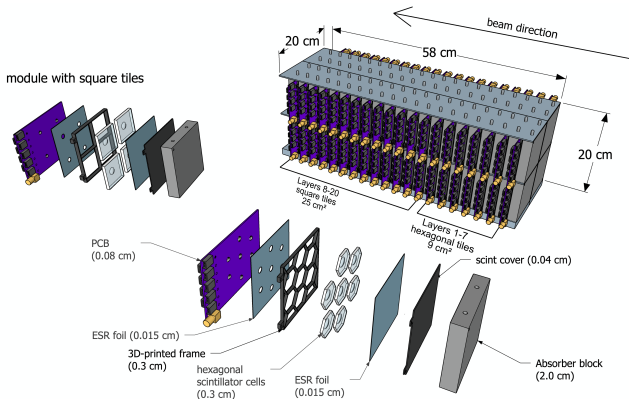 beam direction
20 cm
58 cm
module with square tiles
20 cm
Layers 8-20
square tiles
25 cm²
Layers 1-7
hexagonal tiles
9 cm²
PCB
(0.08 cm)
scint cover (0.04 cm)
ESR foil (0.015 cm)
3D-printed frame
(0.3 cm)
hexagonal
scintillator cells
(0.3 cm)
ESR foil
(0.015 cm)
Absorber block
(2.0 cm)